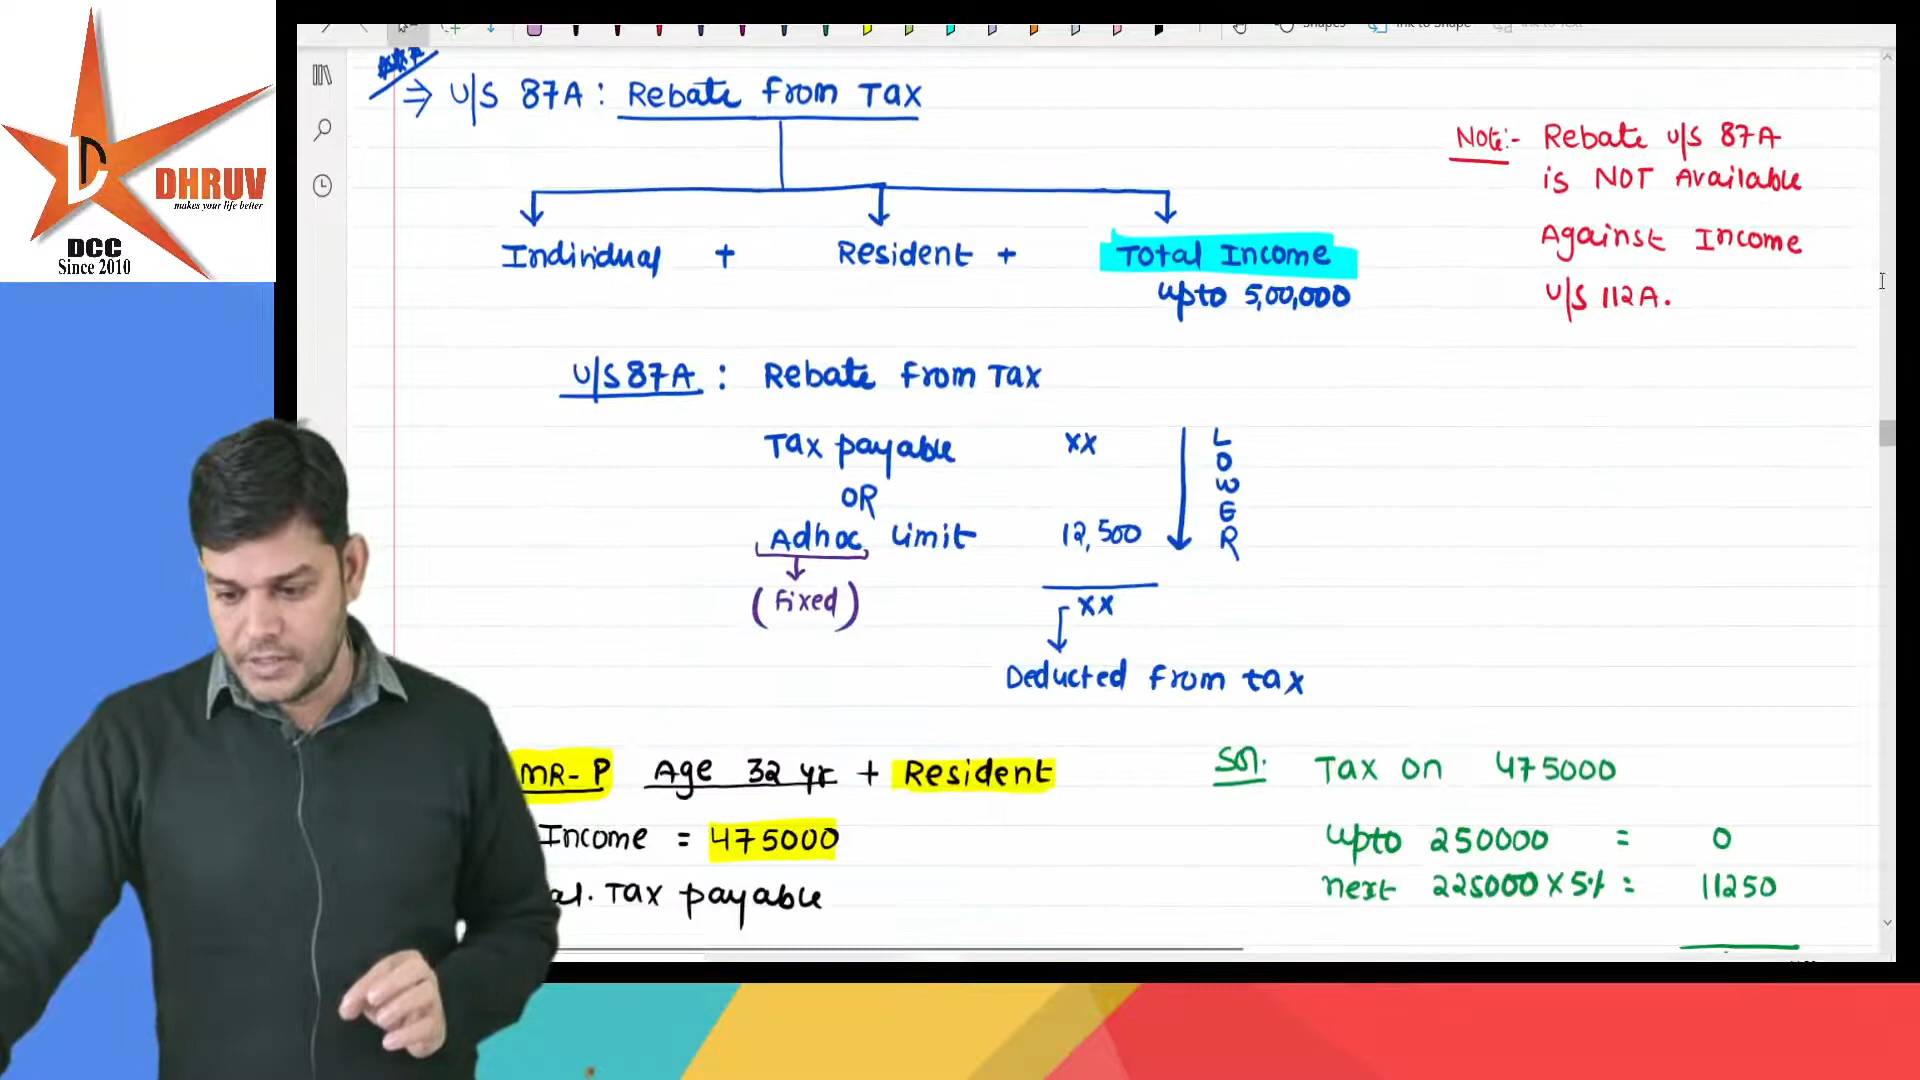 DHRUV
makes your life better
DCC
Since 2010
⇒ U/S 87A : Rebate from Tax
Individual + Resident + Total Income
upto 5,00,000
Note:- Rebate U/S 87A
is NOT Available
Against Income
U/S 112A.
U/S 87A : Rebate from Tax
Tax payable xx
OR
Adhoc limit 12,500
LOWER
(Fixed)
xx
Deducted from tax
MR-P Age 32 yr + Resident
Income = 475000
al. Tax payable
Sol. Tax on 475000
upto 250000 = 0
next 225000 X 5% = 11250